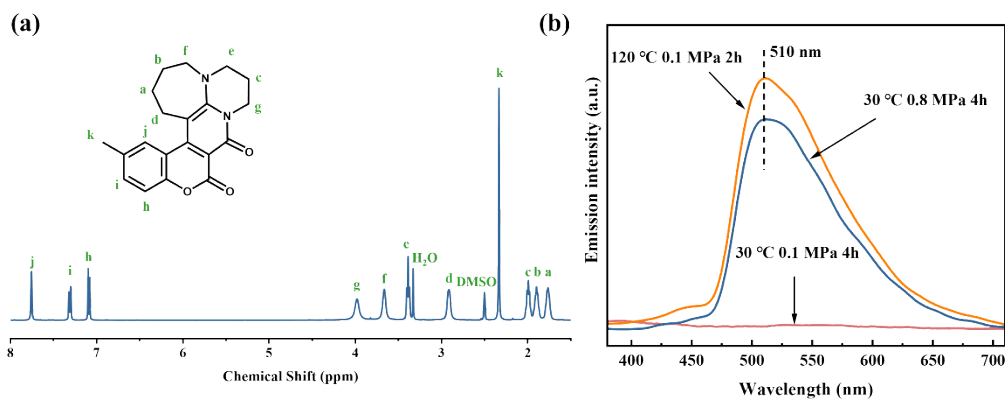 (a)
b
f
e
a
c
d
g
N
N
k
j
O
i
O
O
h
k
j
i
h
g
f
c
H₂O
d
DMSO
c
b
a
8
7
6
5
4
3
2
Chemical Shift (ppm)
(b)
510 nm
120 ℃ 0.1 MPa 2h
30 ℃ 0.8 MPa 4h
30 ℃ 0.1 MPa 4h
Emission intensity (a.u.)
400
450
500
550
600
650
700
Wavelength (nm)